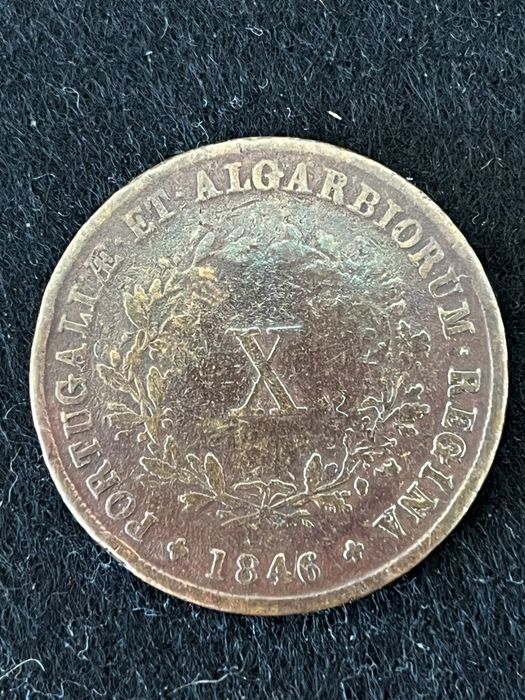 PORTUGALIÆ ET ALGARBIORUM · REGINA
X
1846